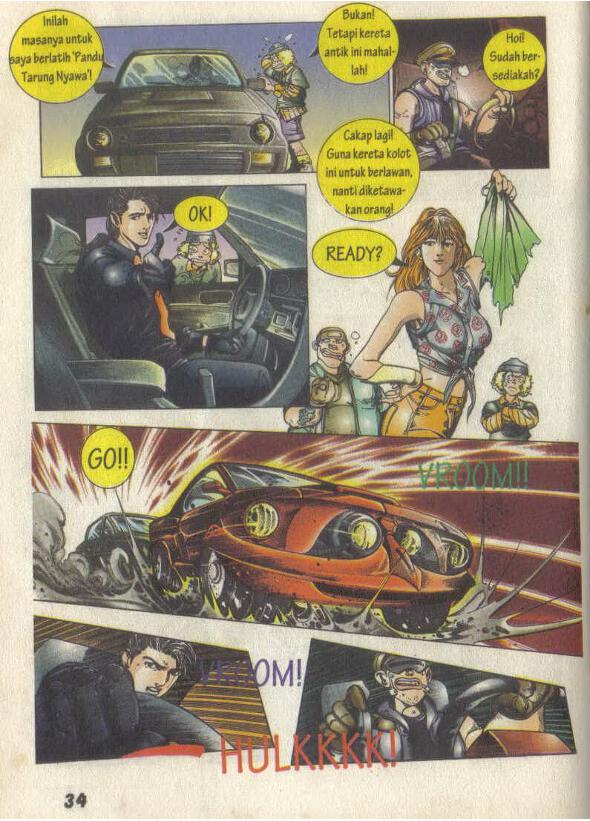 Inilah
masanya untuk
saya berlatih 'Pandu
Tarung Nyawa'!
Bukan!
Tetapi kereta
antik ini mahal-
lah!
Hoi!
Sudah ber-
sediakah?
Cakap lagi!
Guna kereta kolot
ini untuk berlawan,
nanti diketawa-
kan orang!
OK!
READY?
GO!!
VROOM!!
VROOM!
HULKKKK!
34